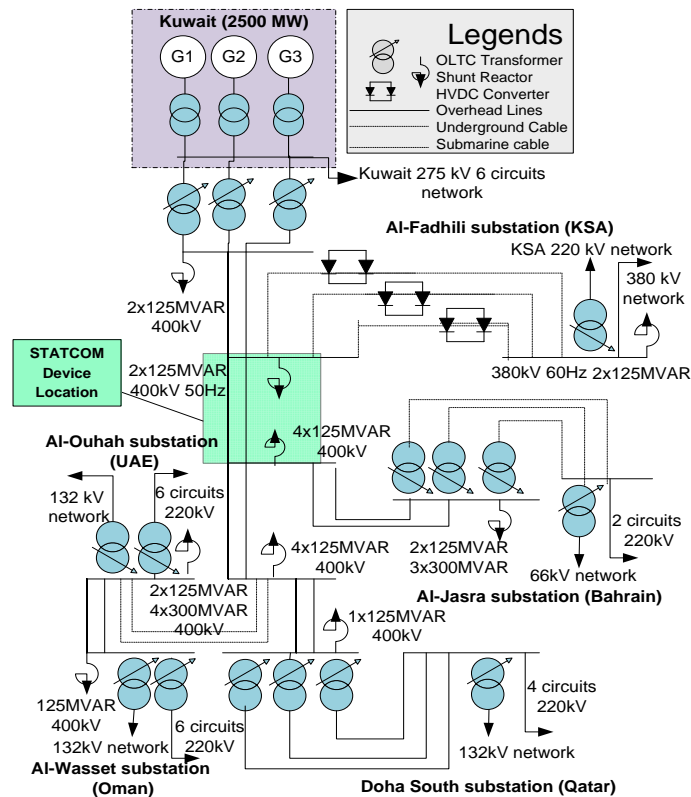 Kuwait (2500 MW)
G1
G2
G3
Legends
OLTC Transformer
Shunt Reactor
HVDC Converter
Overhead Lines
Underground Cable
Submarine cable
Kuwait 275 kV 6 circuits
network
Al-Fadhili substation (KSA)
KSA 220 kV network
380 kV
network
2x125MVAR
400kV
STATCOM
Device
Location
2x125MVAR
400kV 50Hz
380kV 60Hz
2x125MVAR
4x125MVAR
400kV
Al-Ouhah substation
(UAE)
132 kV
network
6 circuits
220kV
2 circuits
220kV
4x125MVAR
400kV
2x125MVAR
3x300MVAR
66kV network
Al-Jasra substation (Bahrain)
2x125MVAR
4x300MVAR
400kV
1x125MVAR
400kV
125MVAR
400kV
132kV network
6 circuits
220kV
4 circuits
220kV
132kV network
Al-Wasset substation
(Oman)
Doha South substation (Qatar)